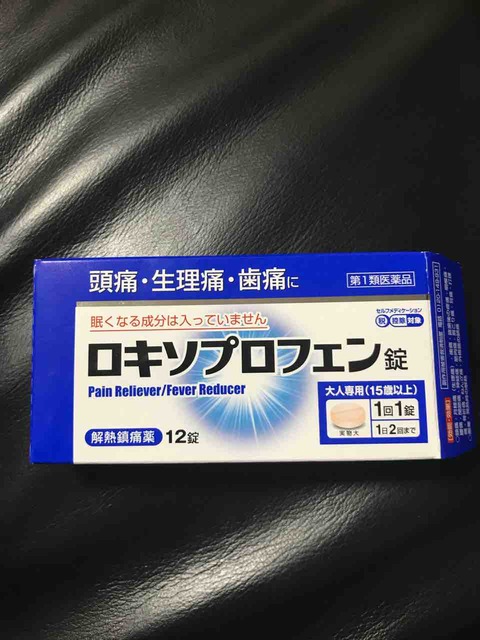 頭痛・生理痛・歯痛に
第1類医薬品
眠くなる成分は入っていません
セルフメディケーション
税 控除 対象
ロキソプロフェン錠
Pain Reliever/Fever Reducer
大人専用(15歳以上)
1回1錠
1日2回まで
実物大
解熱鎮痛薬 12錠